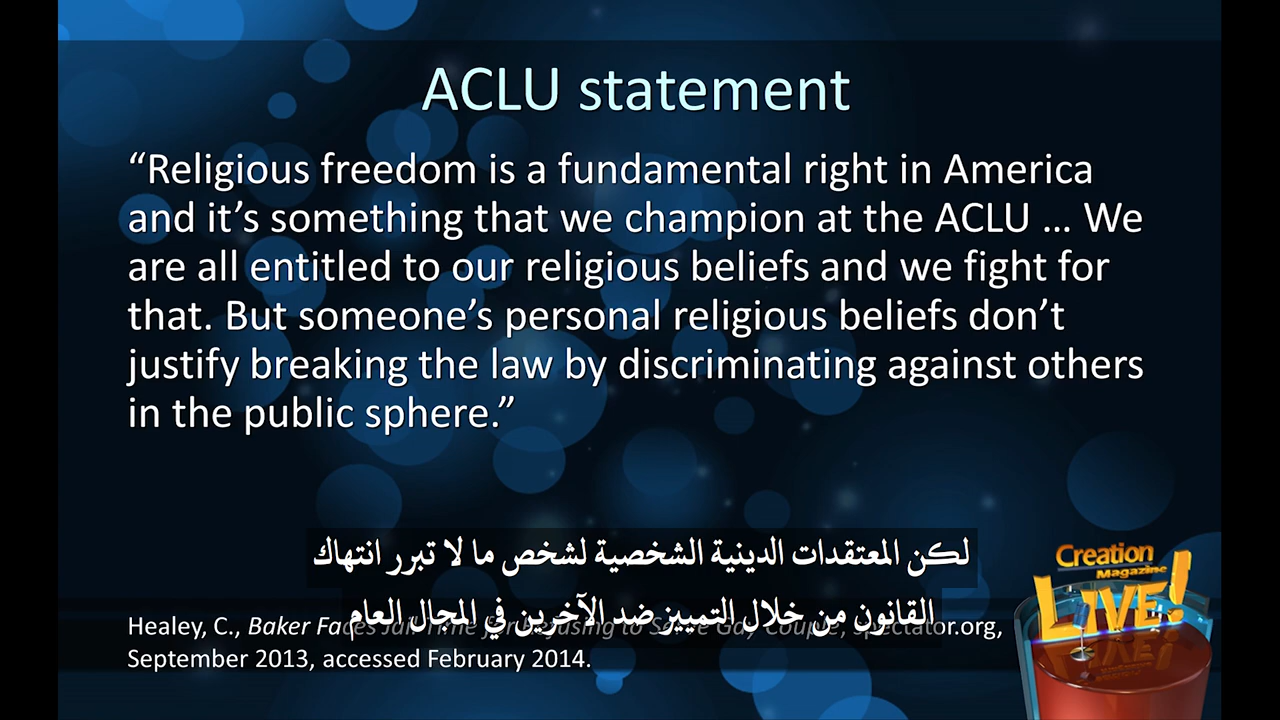 ACLU statement
“Religious freedom is a fundamental right in America
and it’s something that we champion at the ACLU … We
are all entitled to our religious beliefs and we fight for
that. But someone’s personal religious beliefs don’t
justify breaking the law by discriminating against others
in the public sphere.”
لكن المعتقدات الدينية الشخصية لشخص ما لا تبرر انتهاك
القانون من خلال التمييز ضد الآخرين في المجال العام
Healey, C., Baker Faces Jail Time for Refusing to Serve Gay Couple, spectator.org,
September 2013, accessed February 2014.
Creation
Magazine
LIVE!